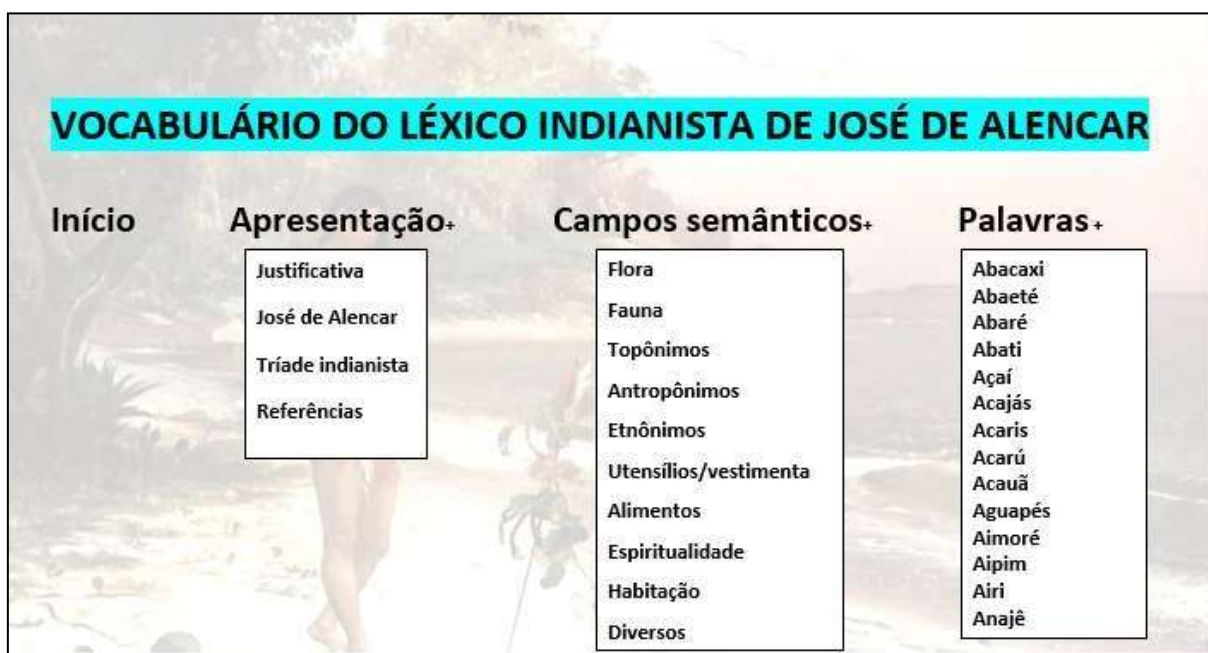 VOCABULÁRIO DO LÉXICO INDIANISTA DE JOSÉ DE ALENCAR
Início
Apresentação+
Justificativa
José de Alencar
Tríade indianista
Referências
Campos semânticos+
Flora
Fauna
Topônimos
Antropônimos
Etnônimos
Utensílios/vestimenta
Alimentos
Espiritualidade
Habitação
Diversos
Palavras +
Abacaxi
Abaeté
Abaré
Abati
Açaí
Acajás
Acaris
Acarú
Acauã
Aguapés
Aimoré
Aipim
Airi
Anajê